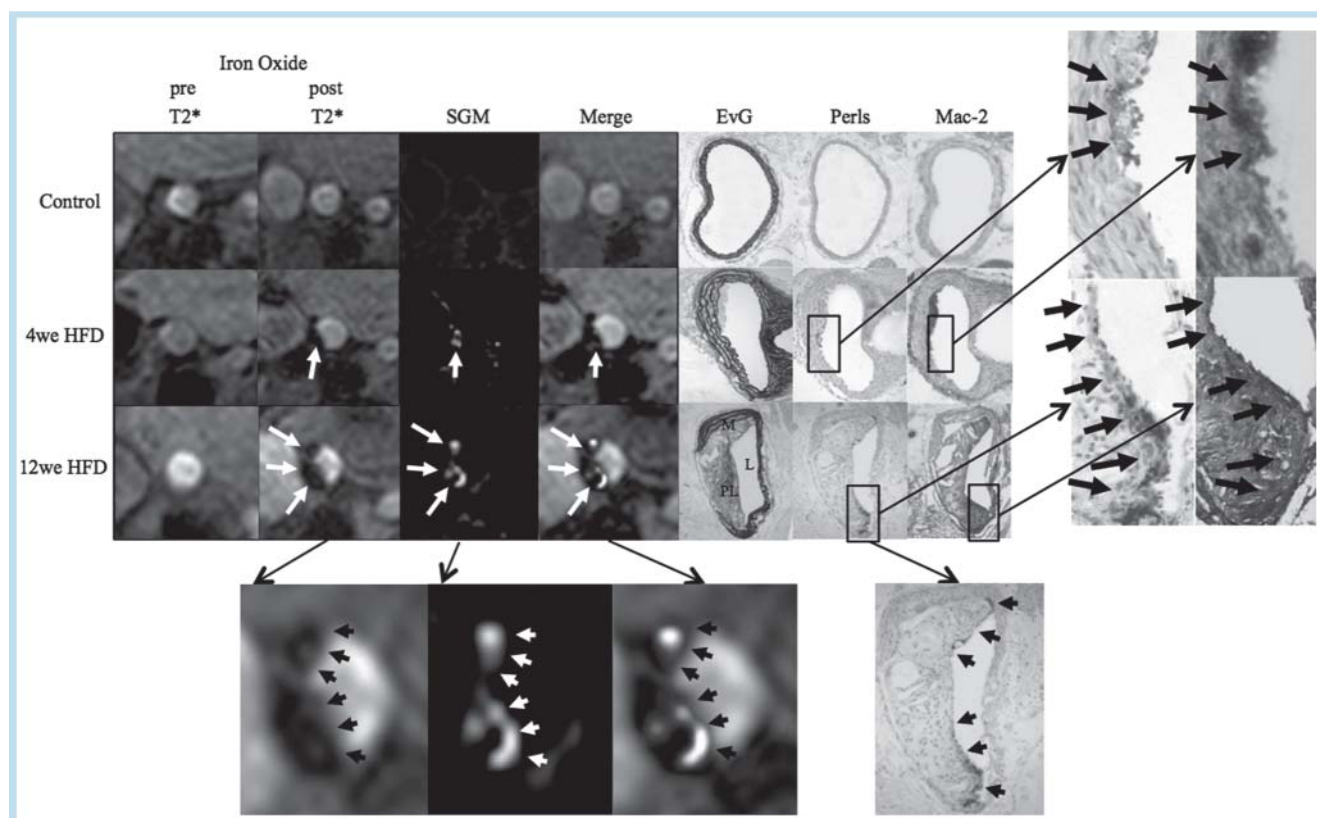 Iron Oxide
pre post
T2* T2* SGM Merge EvG Perls Mac-2
Control
4we HFD
12we HFD
M
L
PL